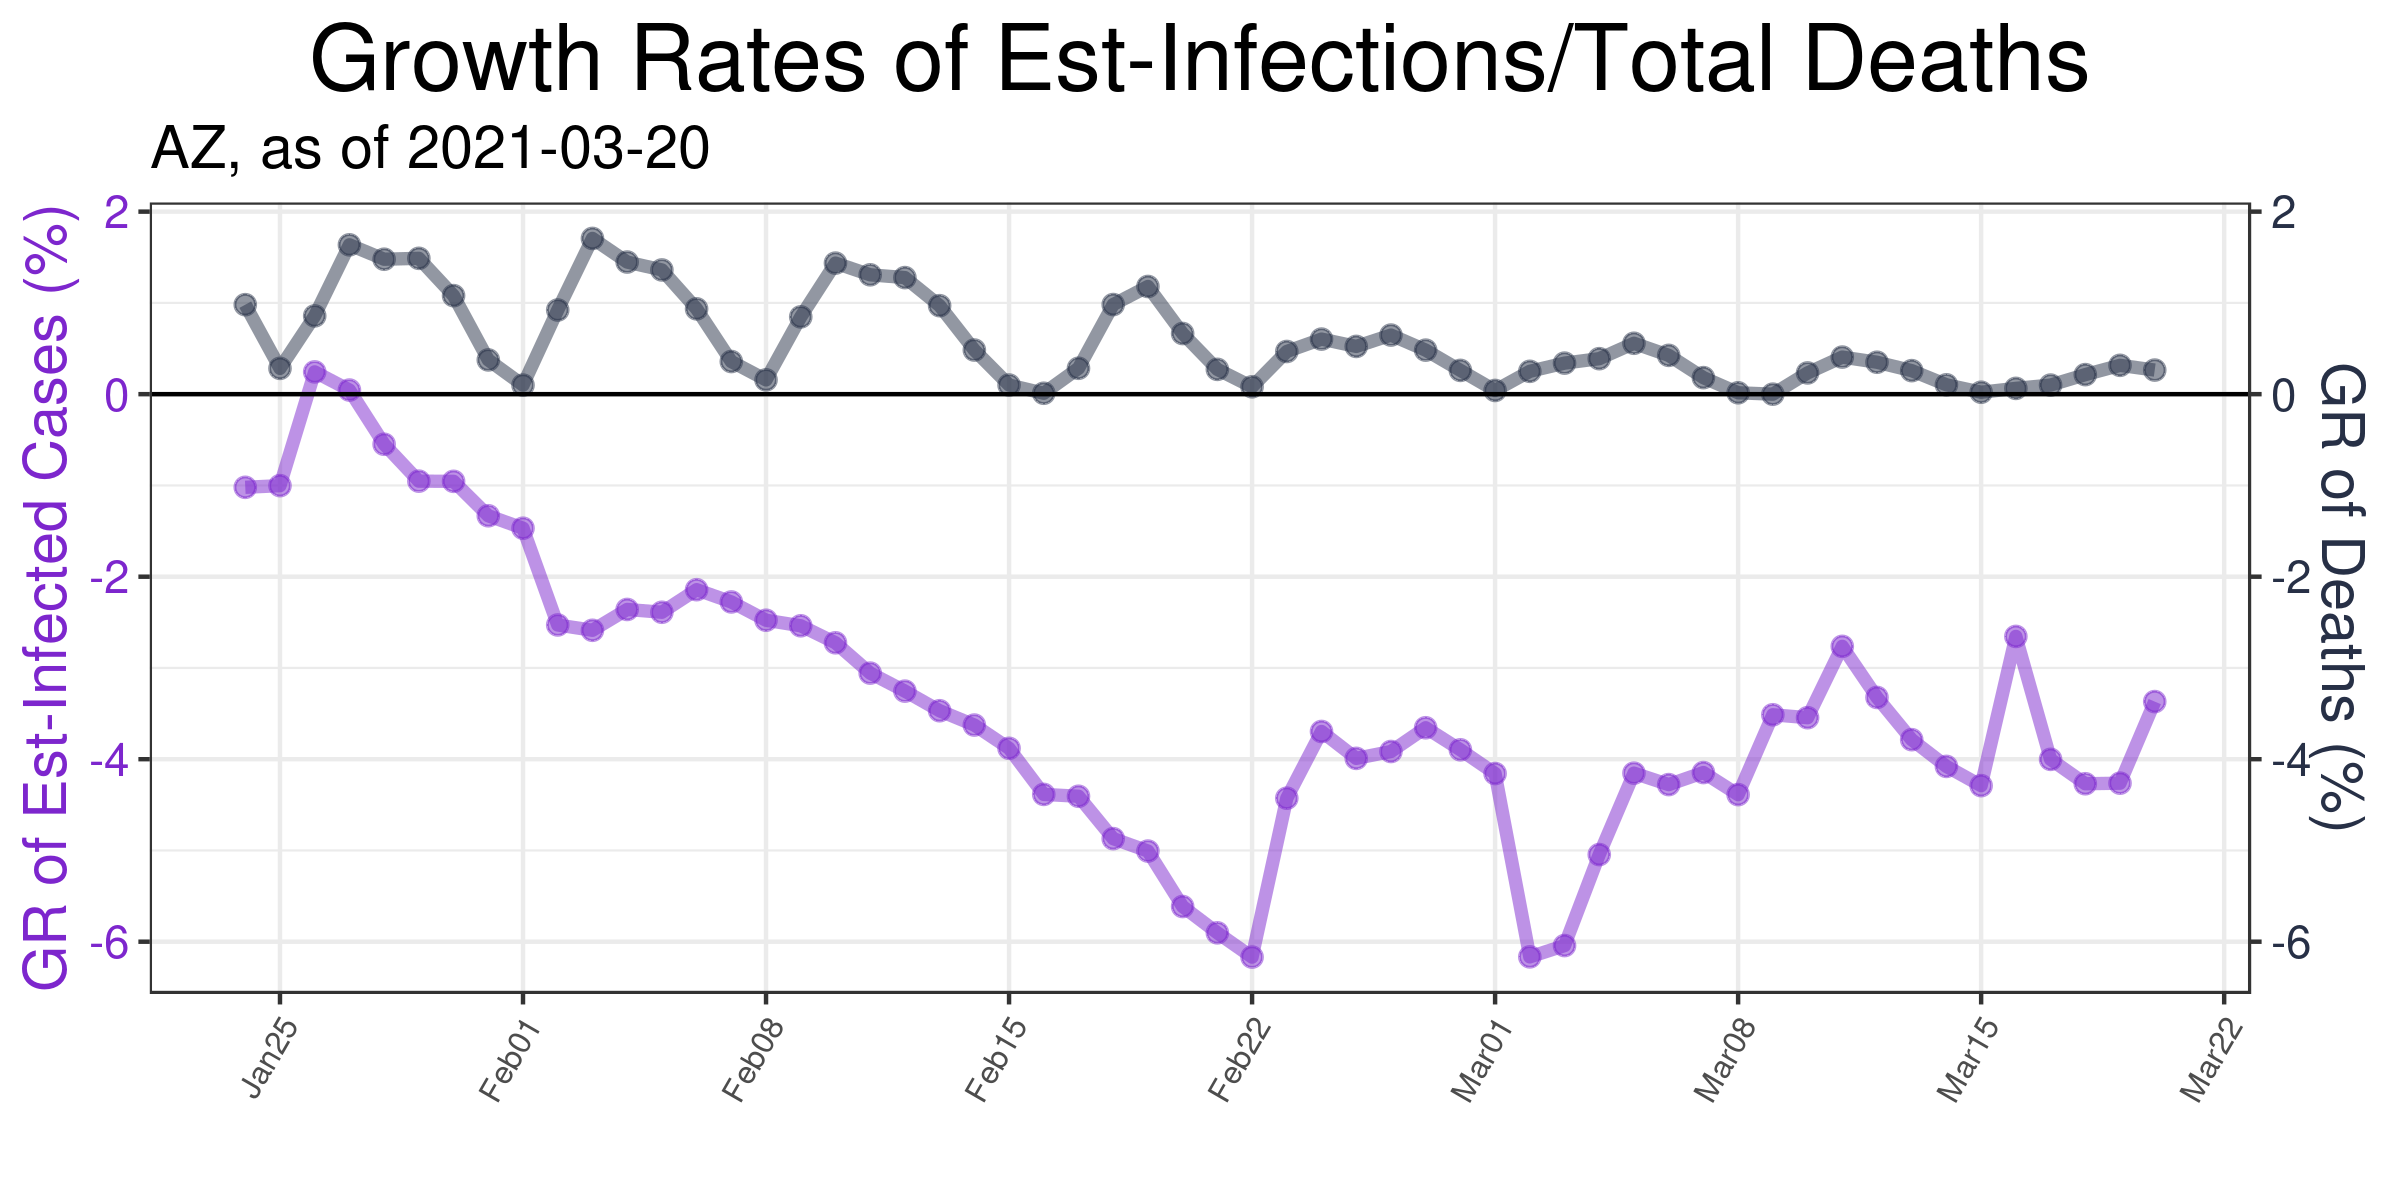 Growth Rates of Est-Infections/Total Deaths
AZ, as of 2021-03-20
GR of Est-Infected Cases (%)
2
0
-2
-4
-6
2
0
-2
-4
-6
GR of Deaths (%)
Jan25
Feb01
Feb08
Feb15
Feb22
Mar01
Mar08
Mar15
Mar22